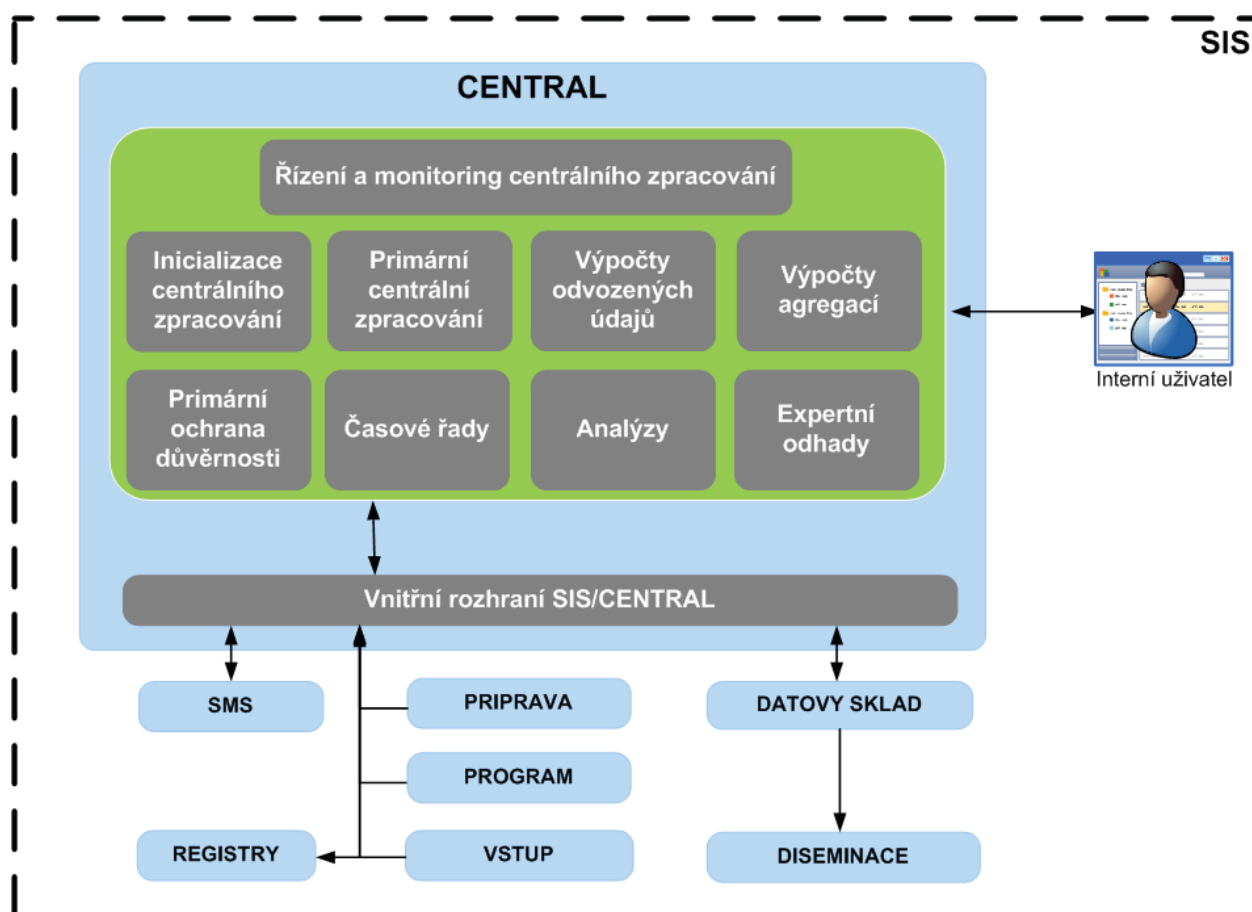 SIS
CENTRAL
Řízení a monitoring centrálního zpracování
Inicializace
centrálního
zpracování
Primární
centrální
zpracování
Výpočty
odvozených
údajů
Výpočty
agregací
Primární
ochrana
důvěrnosti
Časové řady
Analýzy
Expertní
odhady
Interní uživatel
Vnitřní rozhraní SIS/CENTRAL
SMS
PRIPRAVA
DATOVY SKLAD
PROGRAM
REGISTRY
VSTUP
DISEMINACE